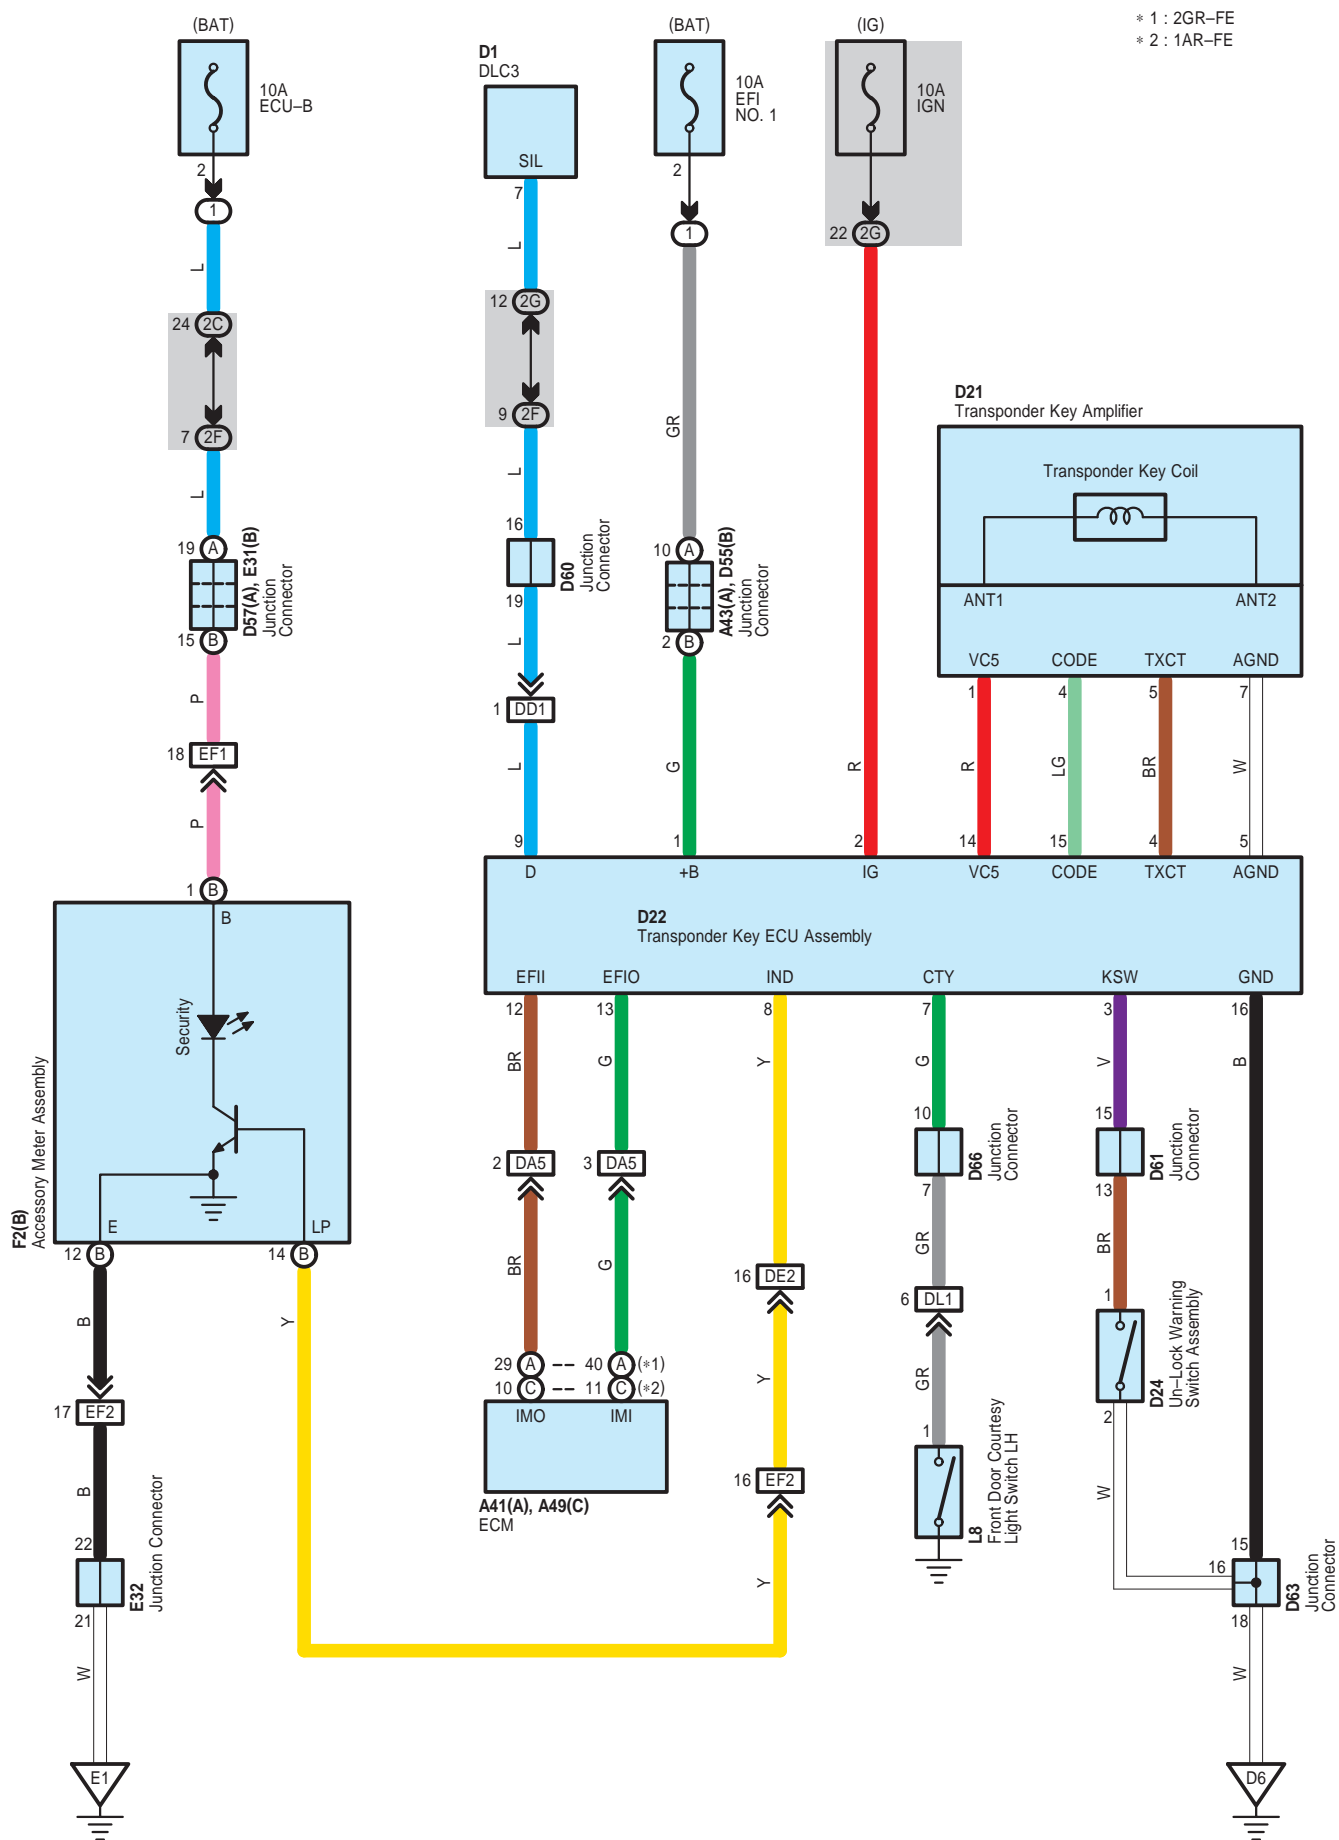 * 1 : 2GR–FE
* 2 : 1AR–FE
(BAT)
10A
ECU–B
2
1
L
24 2C
7 2F
L
19 A
D57(A), E31(B)
Junction
Connector
15 B
P
18 EF1
P
1 B
B
Security
E
LP
F2(B)
Accessory Meter Assembly
12 B
14 B
B
Y
17 EF2
B
22
E32
Junction Connector
21
W
E1
D1
DLC3
SIL
7
L
12 2G
9 2F
L
16
D60
Junction
Connector
19
L
1 DD1
L
9
(BAT)
10A
EFI
NO. 1
2
1
GR
10 A
A43(A), D55(B)
Junction
Connector
2 B
G
1
(IG)
10A
IGN
22 2G
R
2
D21
Transponder Key Amplifier
Transponder Key Coil
ANT1
ANT2
VC5
CODE
TXCT
AGND
1
4
5
7
R
LG
BR
W
14
15
4
5
D
+B
IG
VC5
CODE
TXCT
AGND
D22
Transponder Key ECU Assembly
EFII
EFIO
IND
CTY
KSW
GND
12
13
8
7
3
16
BR
G
Y
G
V
B
2 DA5
3 DA5
BR
G
29 A -- 40 A (*1)
10 C -- 11 C (*2)
IMO
IMI
A41(A), A49(C)
ECM
16 DE2
Y
16 EF2
Y
10
D66
Junction
Connector
7
GR
6 DL1
GR
1
L8
Front Door Courtesy
Light Switch LH
15
D61
Junction
Connector
13
BR
1
D24
Un–Lock Warning
Switch Assembly
2
W
15
16
D63
Junction
Connector
18
W
D6